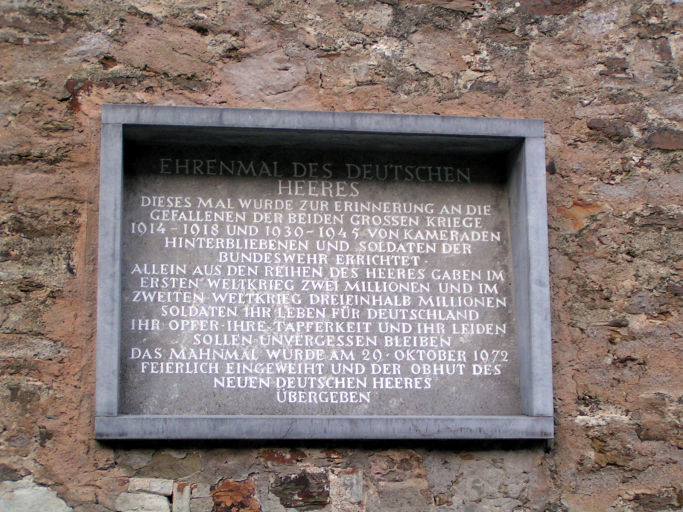 EHRENMAL DES DEUTSCHEN
HEERES
DIESES MAL WURDE ZUR ERINNERUNG AN DIE
GEFALLENEN DER BEIDEN GROSSEN KRIEGE
1914-1918 UND 1939-1945 VON KAMERADEN
HINTERBLIEBENEN UND SOLDATEN DER
BUNDESWEHR ERRICHTET·
ALLEIN AUS DEN REIHEN DES HEERES GABEN IM
ERSTEN WELTKRIEG ZWEI MILLIONEN UND IM
ZWEITEN WELTKRIEG DREIEINHALB MILLIONEN
SOLDATEN IHR LEBEN FÜR DEUTSCHLAND
IHR OPFER·IHRE TAPFERKEIT UND IHR LEIDEN
SOLLEN UNVERGESSEN BLEIBEN
DAS MAHNMAL WURDE AM 29·OKTOBER 1972
FEIERLICH EINGEWEIHT UND DER OBHUT DES
NEUEN DEUTSCHEN HEERES
ÜBERGEBEN